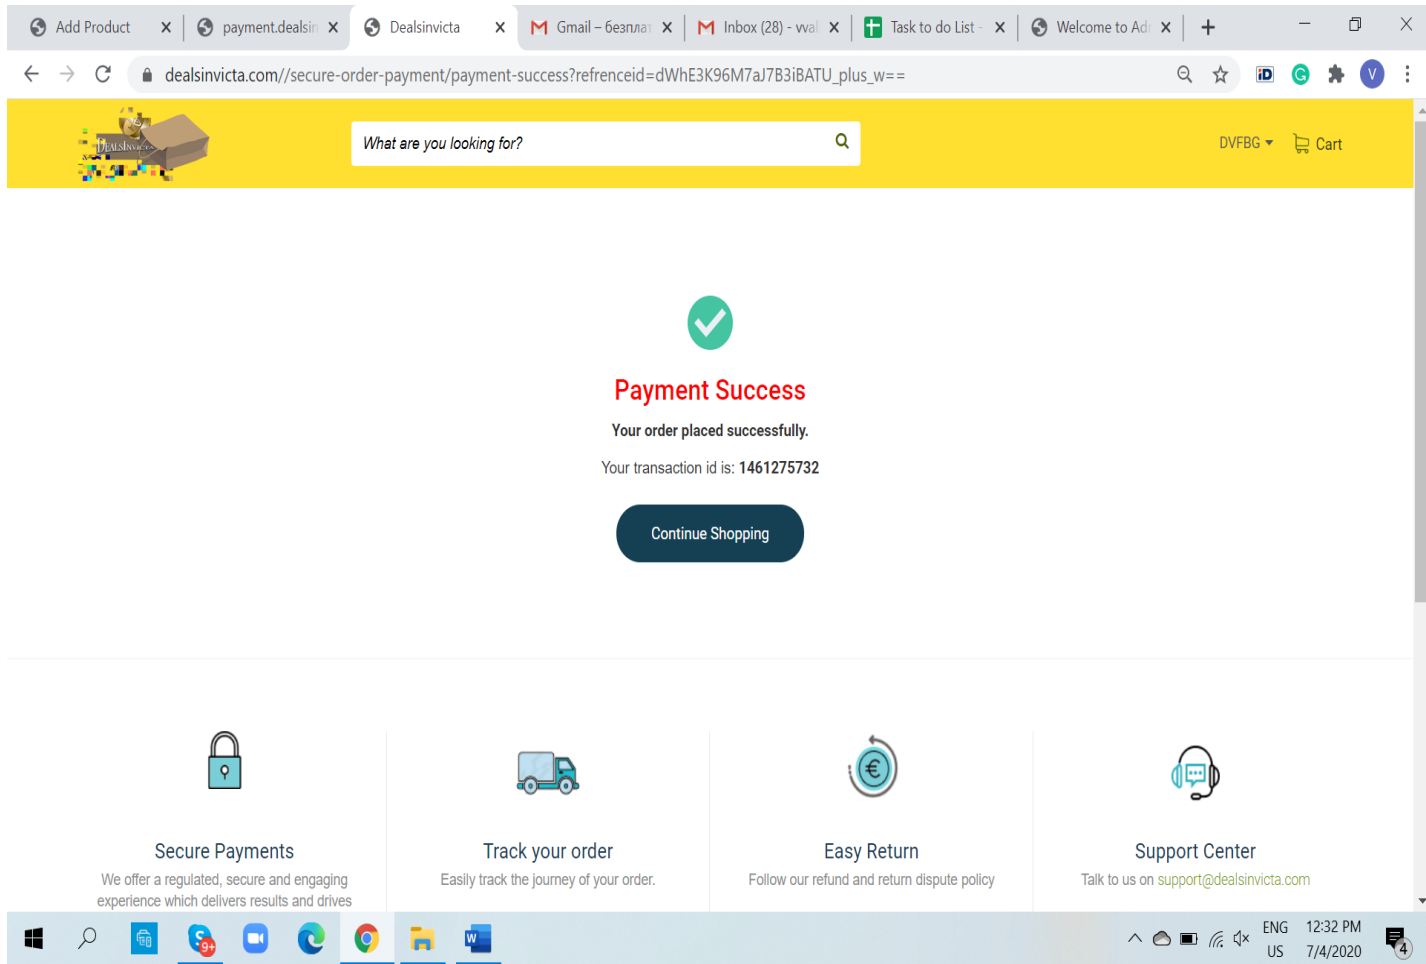 Add Product
payment.dealsin
Dealsinvicta
Gmail – безплат
Inbox (28) - vval
Task to do List -
Welcome to Ad
dealsinvicta.com//secure-order-payment/payment-success?refrenceid=dWhE3K96M7aJ7B3iBATU_plus_w==
iD
G
V
DEALSINVICTA
What are you looking for?
DVFBG
Cart
Payment Success
Your order placed successfully.
Your transaction id is: 1461275732
Continue Shopping
Secure Payments
We offer a regulated, secure and engaging
experience which delivers results and drives
Track your order
Easily track the journey of your order.
Easy Return
Follow our refund and return dispute policy
Support Center
Talk to us on support@dealsinvicta.com
S
9+
W
ENG
US
12:32 PM
7/4/2020
4